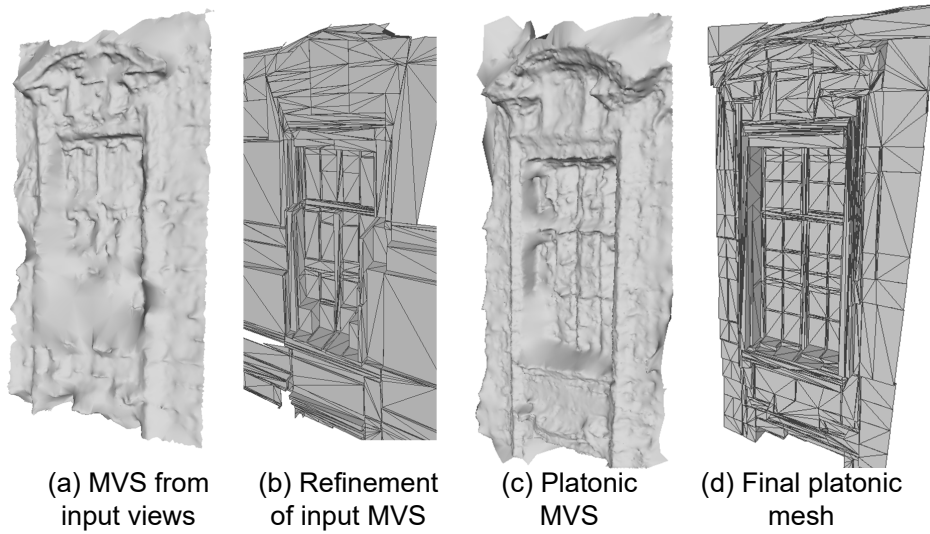 (a) MVS from
input views
(b) Refinement
of input MVS
(c) Platonic
MVS
(d) Final platonic
mesh